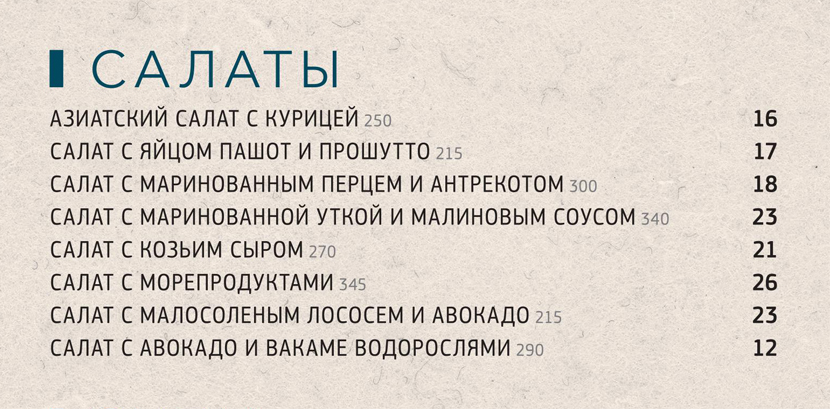 САЛАТЫ
АЗИАТСКИЙ САЛАТ С КУРИЦЕЙ 250 16
САЛАТ С ЯЙЦОМ ПАШОТ И ПРОШУТТО 215 17
САЛАТ С МАРИНОВАННЫМ ПЕРЦЕМ И АНТРЕКОТОМ 300 18
САЛАТ С МАРИНОВАННОЙ УТКОЙ И МАЛИНОВЫМ СОУСОМ 340 23
САЛАТ С КОЗЬИМ СЫРОМ 270 21
САЛАТ С МОРЕПРОДУКТАМИ 345 26
САЛАТ С МАЛОСОЛЕНЫМ ЛОСОСЕМ И АВОКАДО 215 23
САЛАТ С АВОКАДО И ВАКАМЕ ВОДОРОСЛЯМИ 290 12